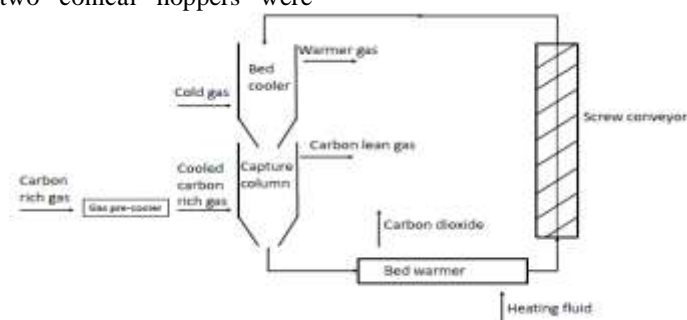 two conical hoppers were
Warmer gas
Bed
cooler
Cold gas
Screw conveyor
Carbon lean gas
Cooled
carbon
rich gas
Capture
column
Carbon
rich gas
Gas pre-cooler
Carbon dioxide
Bed warmer
Heating fluid